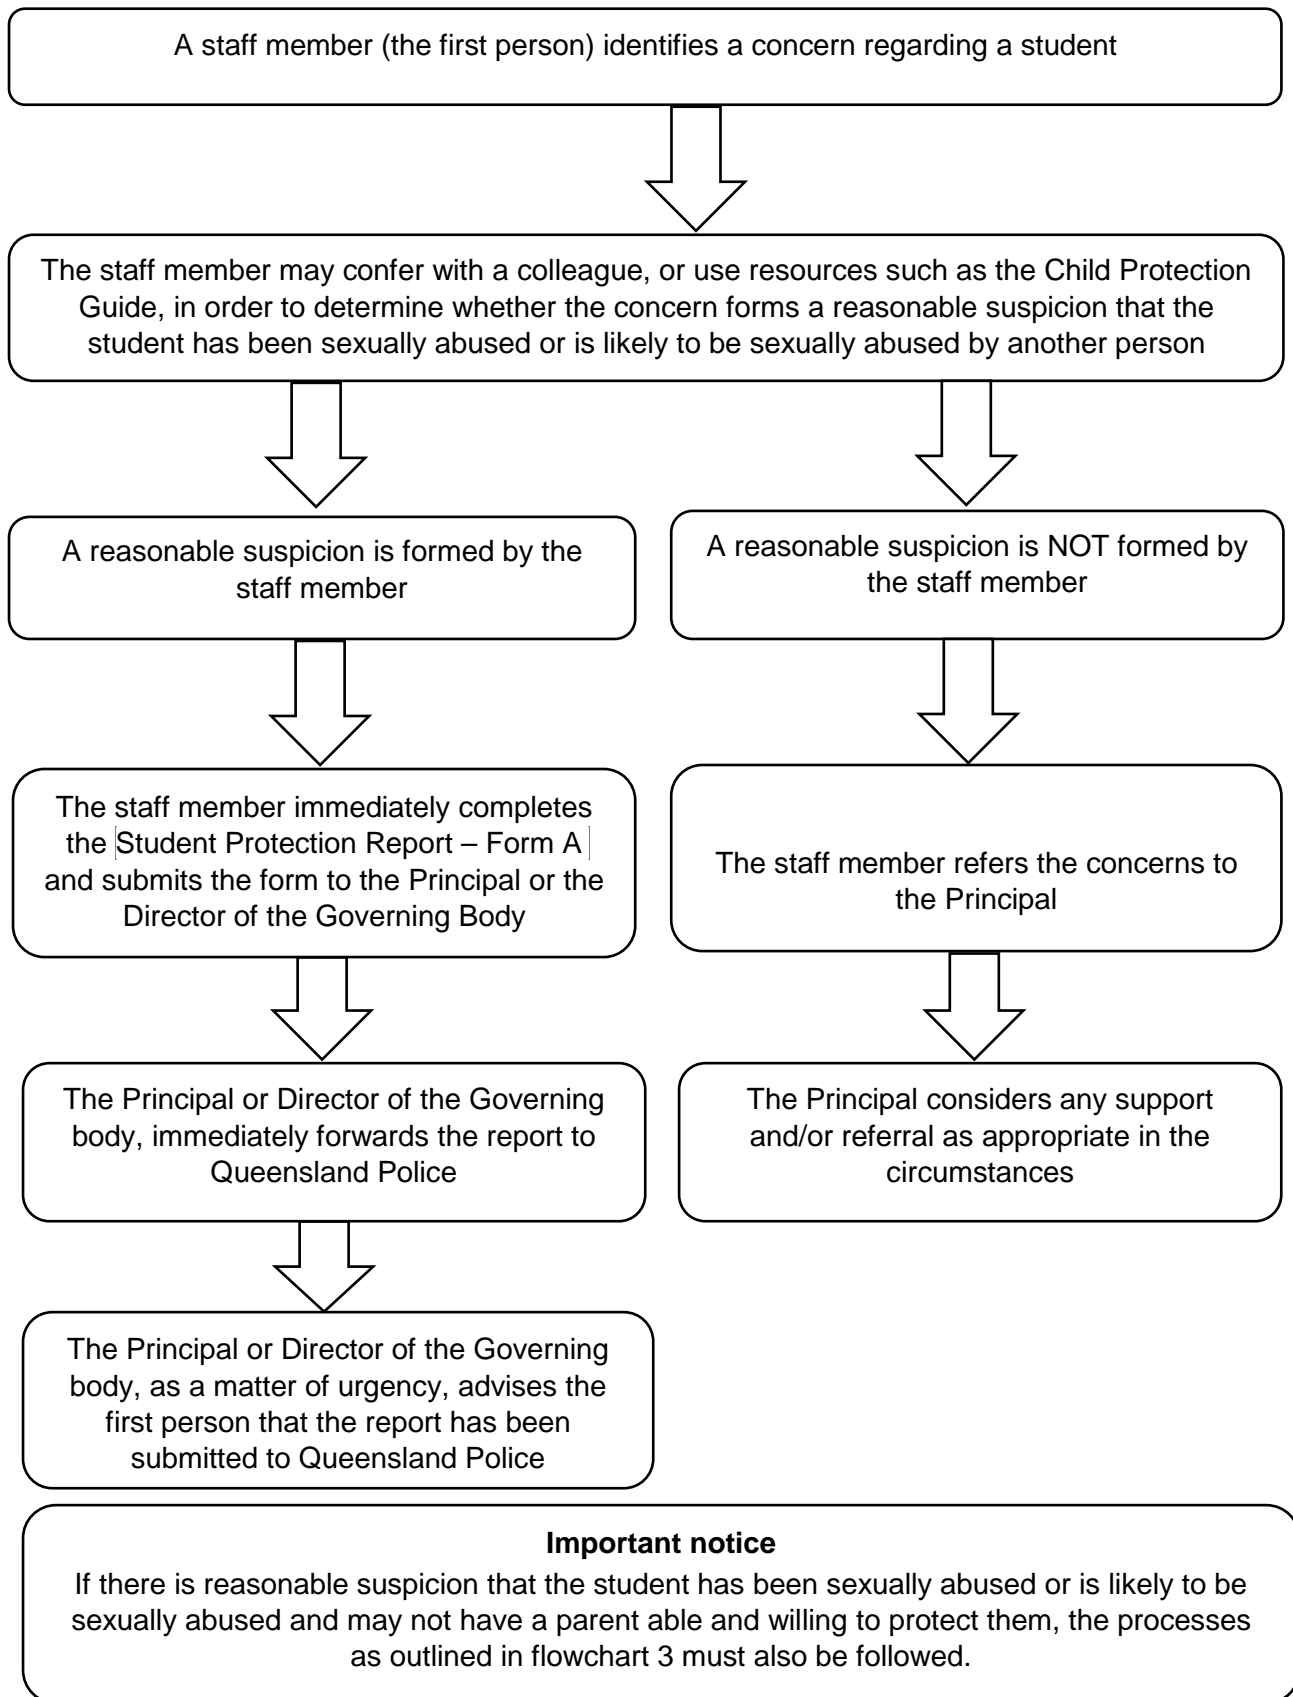 A staff member (the first person) identifies a concern regarding a student
The staff member may confer with a colleague, or use resources such as the Child Protection
Guide, in order to determine whether the concern forms a reasonable suspicion that the
student has been sexually abused or is likely to be sexually abused by another person
A reasonable suspicion is formed by the
staff member
A reasonable suspicion is NOT formed by
the staff member
The staff member immediately completes
the [Student Protection Report – Form A]
and submits the form to the Principal or the
Director of the Governing Body
The staff member refers the concerns to
the Principal
The Principal or Director of the Governing
body, immediately forwards the report to
Queensland Police
The Principal considers any support
and/or referral as appropriate in the
circumstances
The Principal or Director of the Governing
body, as a matter of urgency, advises the
first person that the report has been
submitted to Queensland Police
Important notice
If there is reasonable suspicion that the student has been sexually abused or is likely to be
sexually abused and may not have a parent able and willing to protect them, the processes
as outlined in flowchart 3 must also be followed.